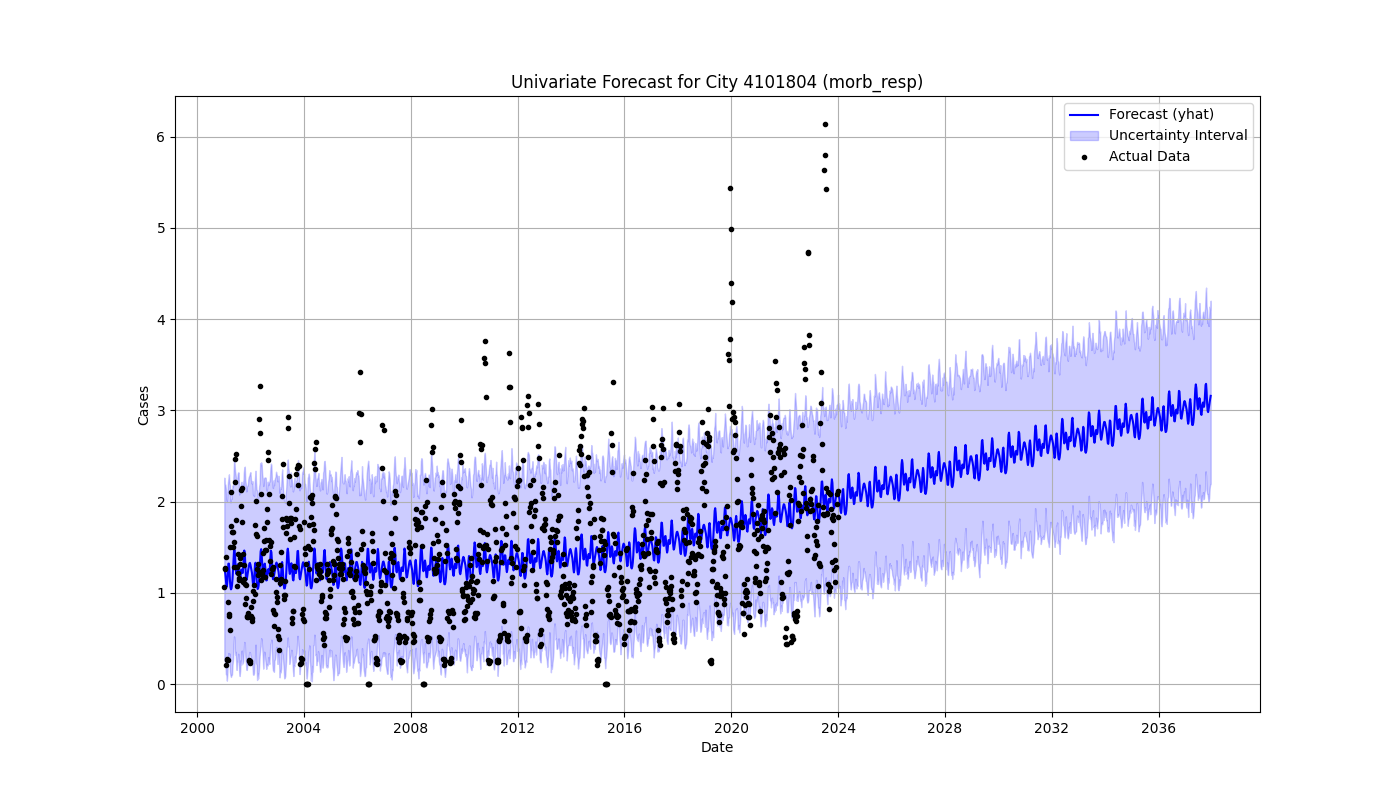 Univariate Forecast for City 4101804 (morb_resp)
Forecast (yhat)
Uncertainty Interval
Actual Data
Cases
6
5
4
3
2
1
0
2000 2004 2008 2012 2016 2020 2024 2028 2032 2036
Date